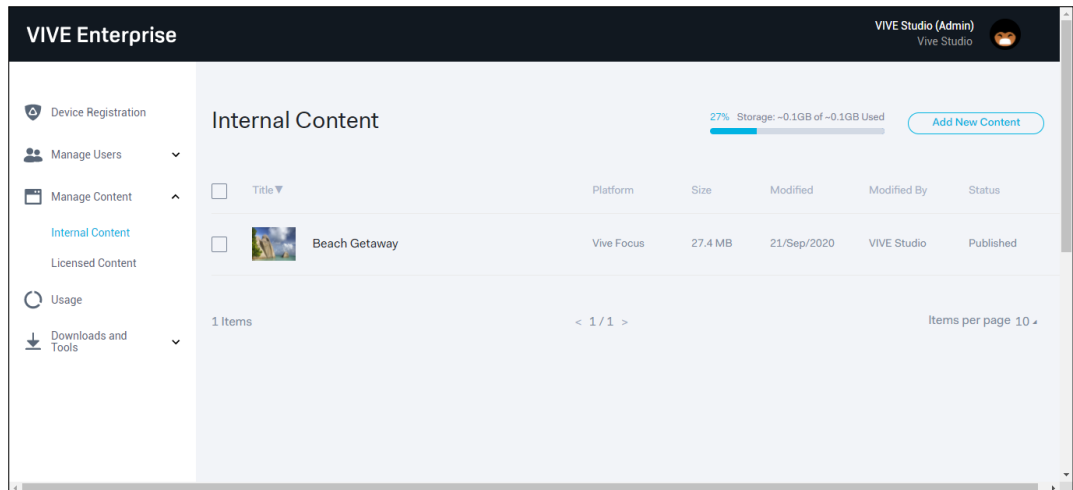 VIVE Enterprise
VIVE Studio (Admin)
Vive Studio
Device Registration
Manage Users
Manage Content
Internal Content
Licensed Content
Usage
Downloads and
Tools
Internal Content
27% Storage: ~0.1GB of ~0.1GB Used
Add New Content
Title▼ Platform Size Modified Modified By Status
Beach Getaway Vive Focus 27.4 MB 21/Sep/2020 VIVE Studio Published
1 Items < 1 / 1 > Items per page 10